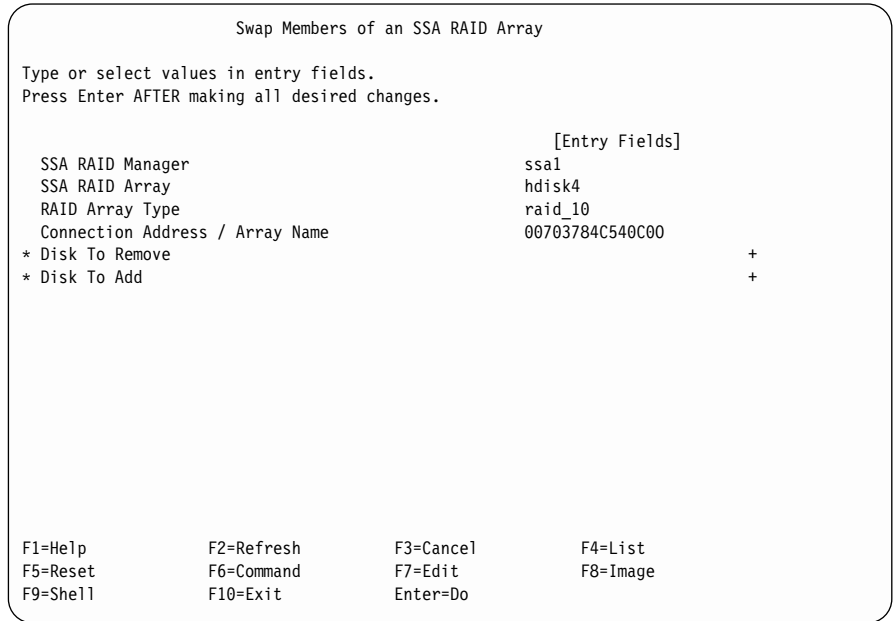 Swap Members of an SSA RAID Array
Type or select values in entry fields.
Press Enter AFTER making all desired changes.
[Entry Fields]
SSA RAID Manager ssa1
SSA RAID Array hdisk4
RAID Array Type raid_10
Connection Address / Array Name 00703784C540C00
* Disk To Remove +
* Disk To Add +
F1=Help F2=Refresh F3=Cancel F4=List
F5=Reset F6=Command F7=Edit F8=Image
F9=Shell F10=Exit Enter=Do